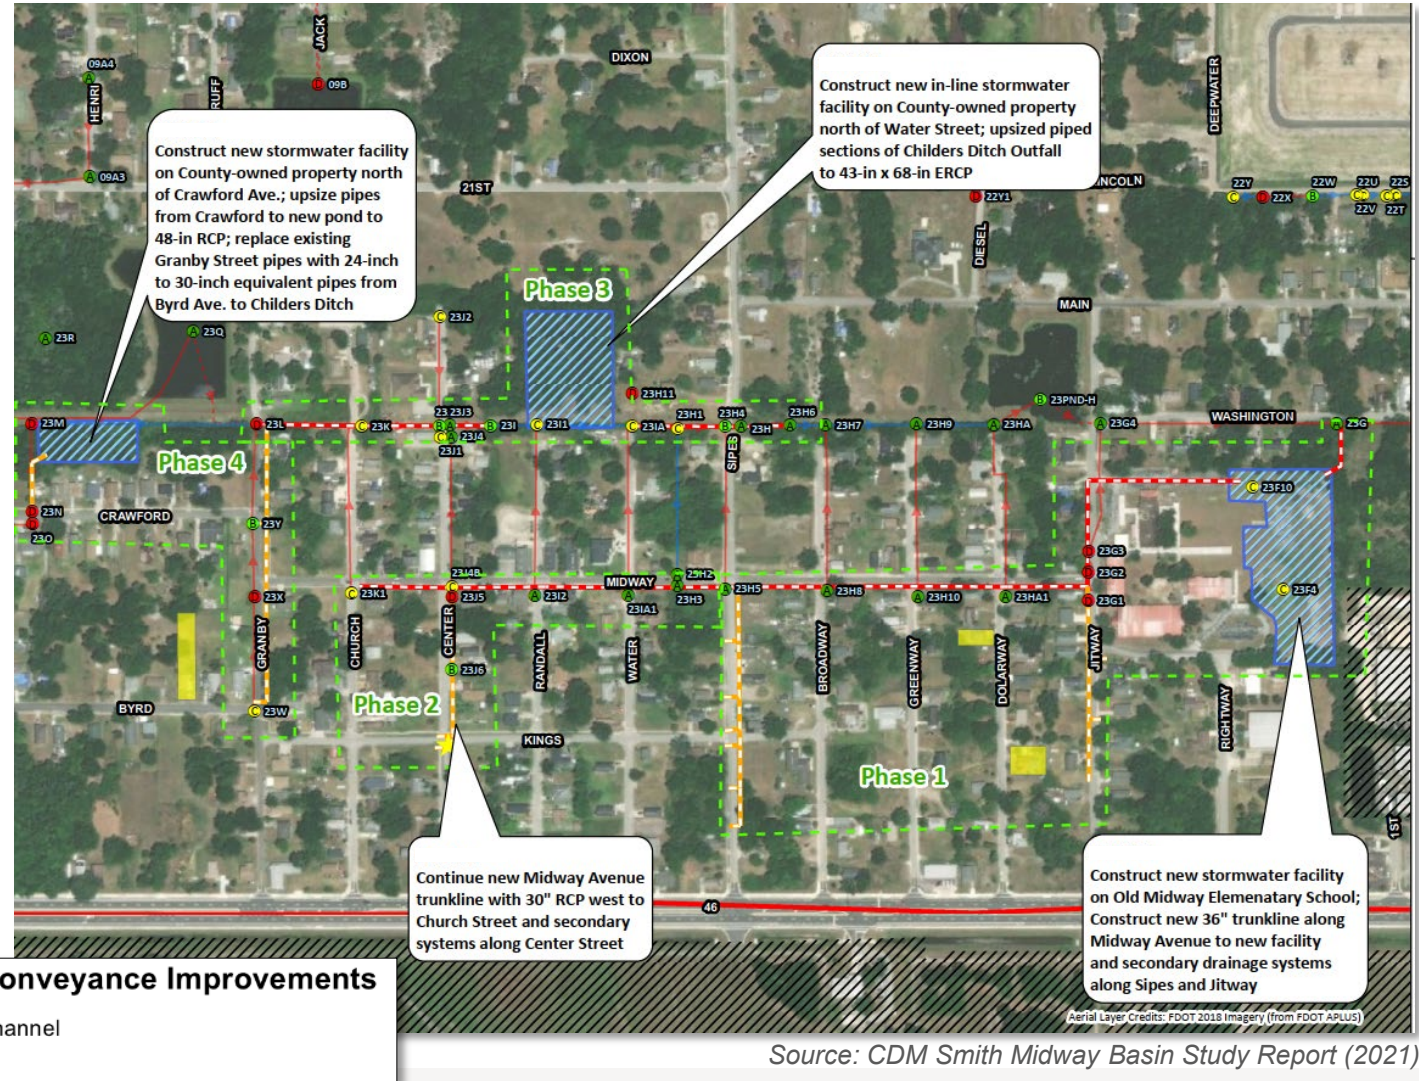 JACK
DIXON
09A4
D 09B
HENRI
RUFF
DEEPWATER
Construct new in-line stormwater
facility on County-owned property
north of Water Street; upsized piped
sections of Childers Ditch Outfall
to 43-in x 68-in ERCP
Construct new stormwater facility
on County-owned property north
of Crawford Ave.; upsize pipes
from Crawford to new pond to
48-in RCP; replace existing
Granby Street pipes with 24-inch
to 30-inch equivalent pipes from
Byrd Ave. to Childers Ditch
A 09A3
21ST
INCOLN
D 22Y1
22Y
D 22X
22W
22U
22S
22V
22T
DIESEL
MAIN
Phase 3
C 23J2
A 23R
A 23Q
23H11
B 23PND-H
WASHINGTON
D 23M
D 23L
C 23K
23
23J3
B 23I
C 23I1
23IA
23H1
23H4
23H
23H6
23H7
A 23H9
23HA
A 23G4
23G
A 23J4
23J1
SIPES
Phase 4
D 23N
23O
CRAWFORD
B 23Y
C 23F10
D 23G3
D 23G2
D 23G1
MIDWAY
23J4B
D 23J5
C 23K1
D 23X
A 23I2
23IA1
23H2
23H3
23H5
A 23H8
A 23H10
A 23HA1
C 23F4
GRANBY
CHURCH
CENTER
RANDALL
WATER
BROADWAY
GREENWAY
DOLARWAY
JITWAY
RIGHTWAY
B 23J6
Phase 2
BYRD
C 23W
KINGS
Phase 1
1ST
Continue new Midway Avenue
trunkline with 30" RCP west to
Church Street and secondary
systems along Center Street
46
Construct new stormwater facility
on Old Midway Elemenatary School;
Construct new 36" trunkline along
Midway Avenue to new facility
and secondary drainage systems
along Sipes and Jitway
Aerial Layer Credits: FDOT 2018 Imagery (from FDOT APLUS)
onveyance Improvements
hannel
Source: CDM Smith Midway Basin Study Report (2021)